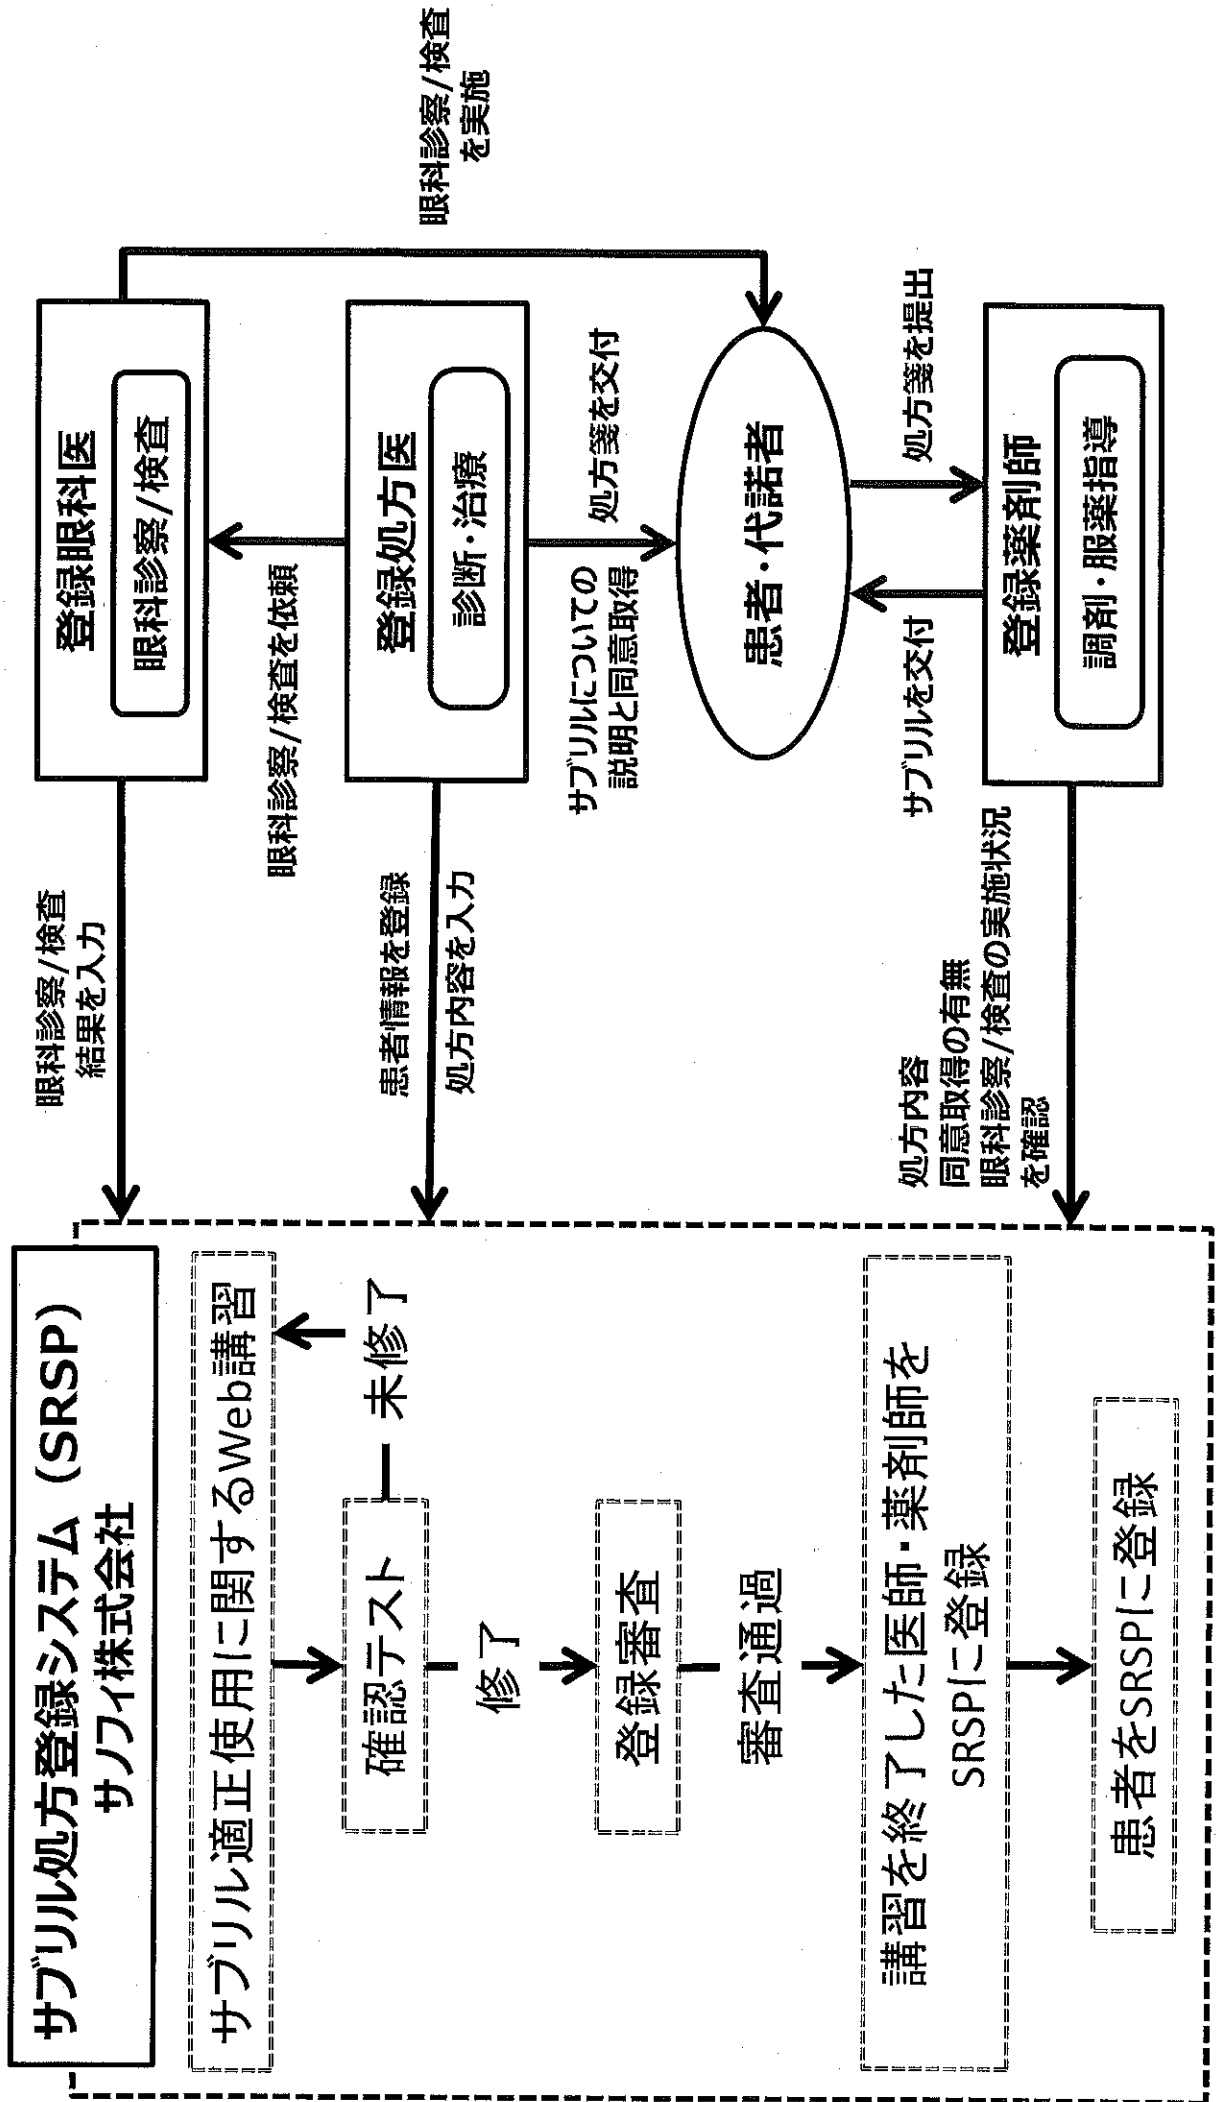 サブリル処方登録システム（SRSP）
サノフィ株式会社
サブリル適正使用に関するWeb講習
確認テスト
未修了
修了
登録審査
審査通過
講習を終了した医師・薬剤師を
SRSPに登録
患者をSRSPに登録
眼科診察/検査
結果を入力
患者情報を登録
処方内容を入力
処方内容
同意取得の有無
眼科診察/検査の実施状況
を確認
登録眼科医
眼科診察/検査
眼科診察/検査を依頼
登録処方医
診断・治療
サブリルについての
説明と同意取得
処方箋を交付
患者・代諾者
サブリルを交付
処方箋を提出
登録薬剤師
調剤・服薬指導
眼科診察/検査
を実施